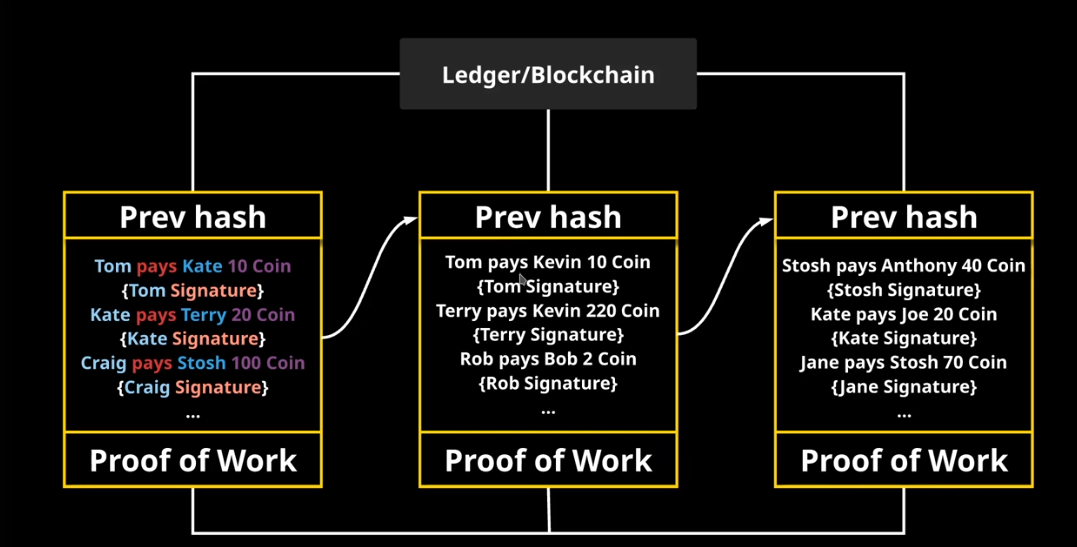 Ledger/Blockchain
Prev hash
Tom pays Kate 10 Coin
{Tom Signature}
Kate pays Terry 20 Coin
{Kate Signature}
Craig pays Stosh 100 Coin
{Craig Signature}
...
Proof of Work
Prev hash
Tom pays Kevin 10 Coin
{Tom Signature}
Terry pays Kevin 220 Coin
{Terry Signature}
Rob pays Bob 2 Coin
{Rob Signature}
...
Proof of Work
Prev hash
Stosh pays Anthony 40 Coin
{Stosh Signature}
Kate pays Joe 20 Coin
{Kate Signature}
Jane pays Stosh 70 Coin
{Jane Signature}
...
Proof of Work